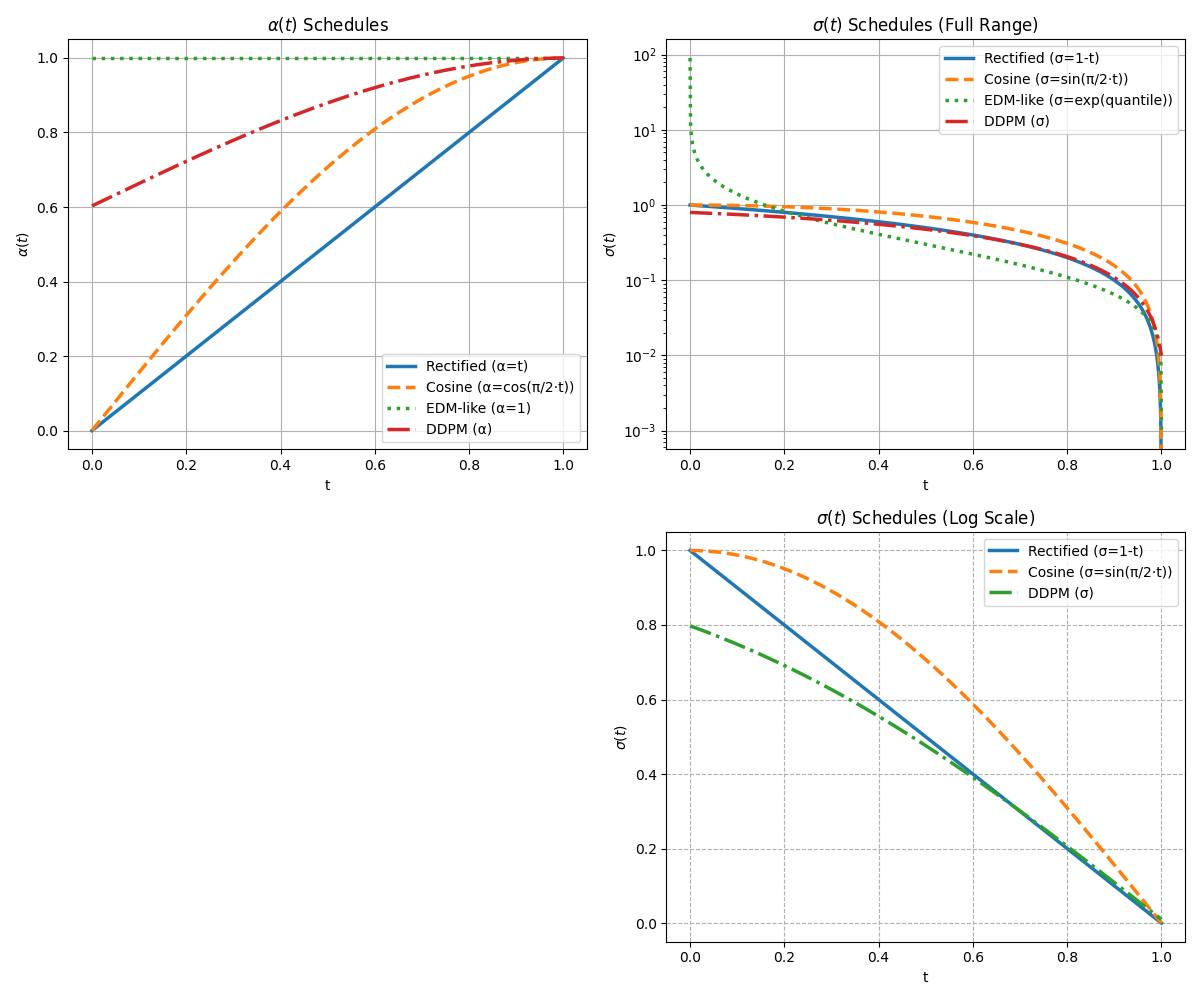 α(t) Schedules
α(t)
1.0
0.8
0.6
0.4
0.2
0.0
Rectified (α=t)
Cosine (α=cos(π/2·t))
EDM-like (α=1)
DDPM (α)
0.0 0.2 0.4 0.6 0.8 1.0
t
σ(t) Schedules (Full Range)
σ(t)
10²
10¹
10⁰
10⁻¹
10⁻²
10⁻³
Rectified (σ=1-t)
Cosine (σ=sin(π/2·t))
EDM-like (σ=exp(quantile))
DDPM (σ)
0.0 0.2 0.4 0.6 0.8 1.0
t
σ(t) Schedules (Log Scale)
σ(t)
1.0
0.8
0.6
0.4
0.2
0.0
Rectified (σ=1-t)
Cosine (σ=sin(π/2·t))
DDPM (σ)
0.0 0.2 0.4 0.6 0.8 1.0
t